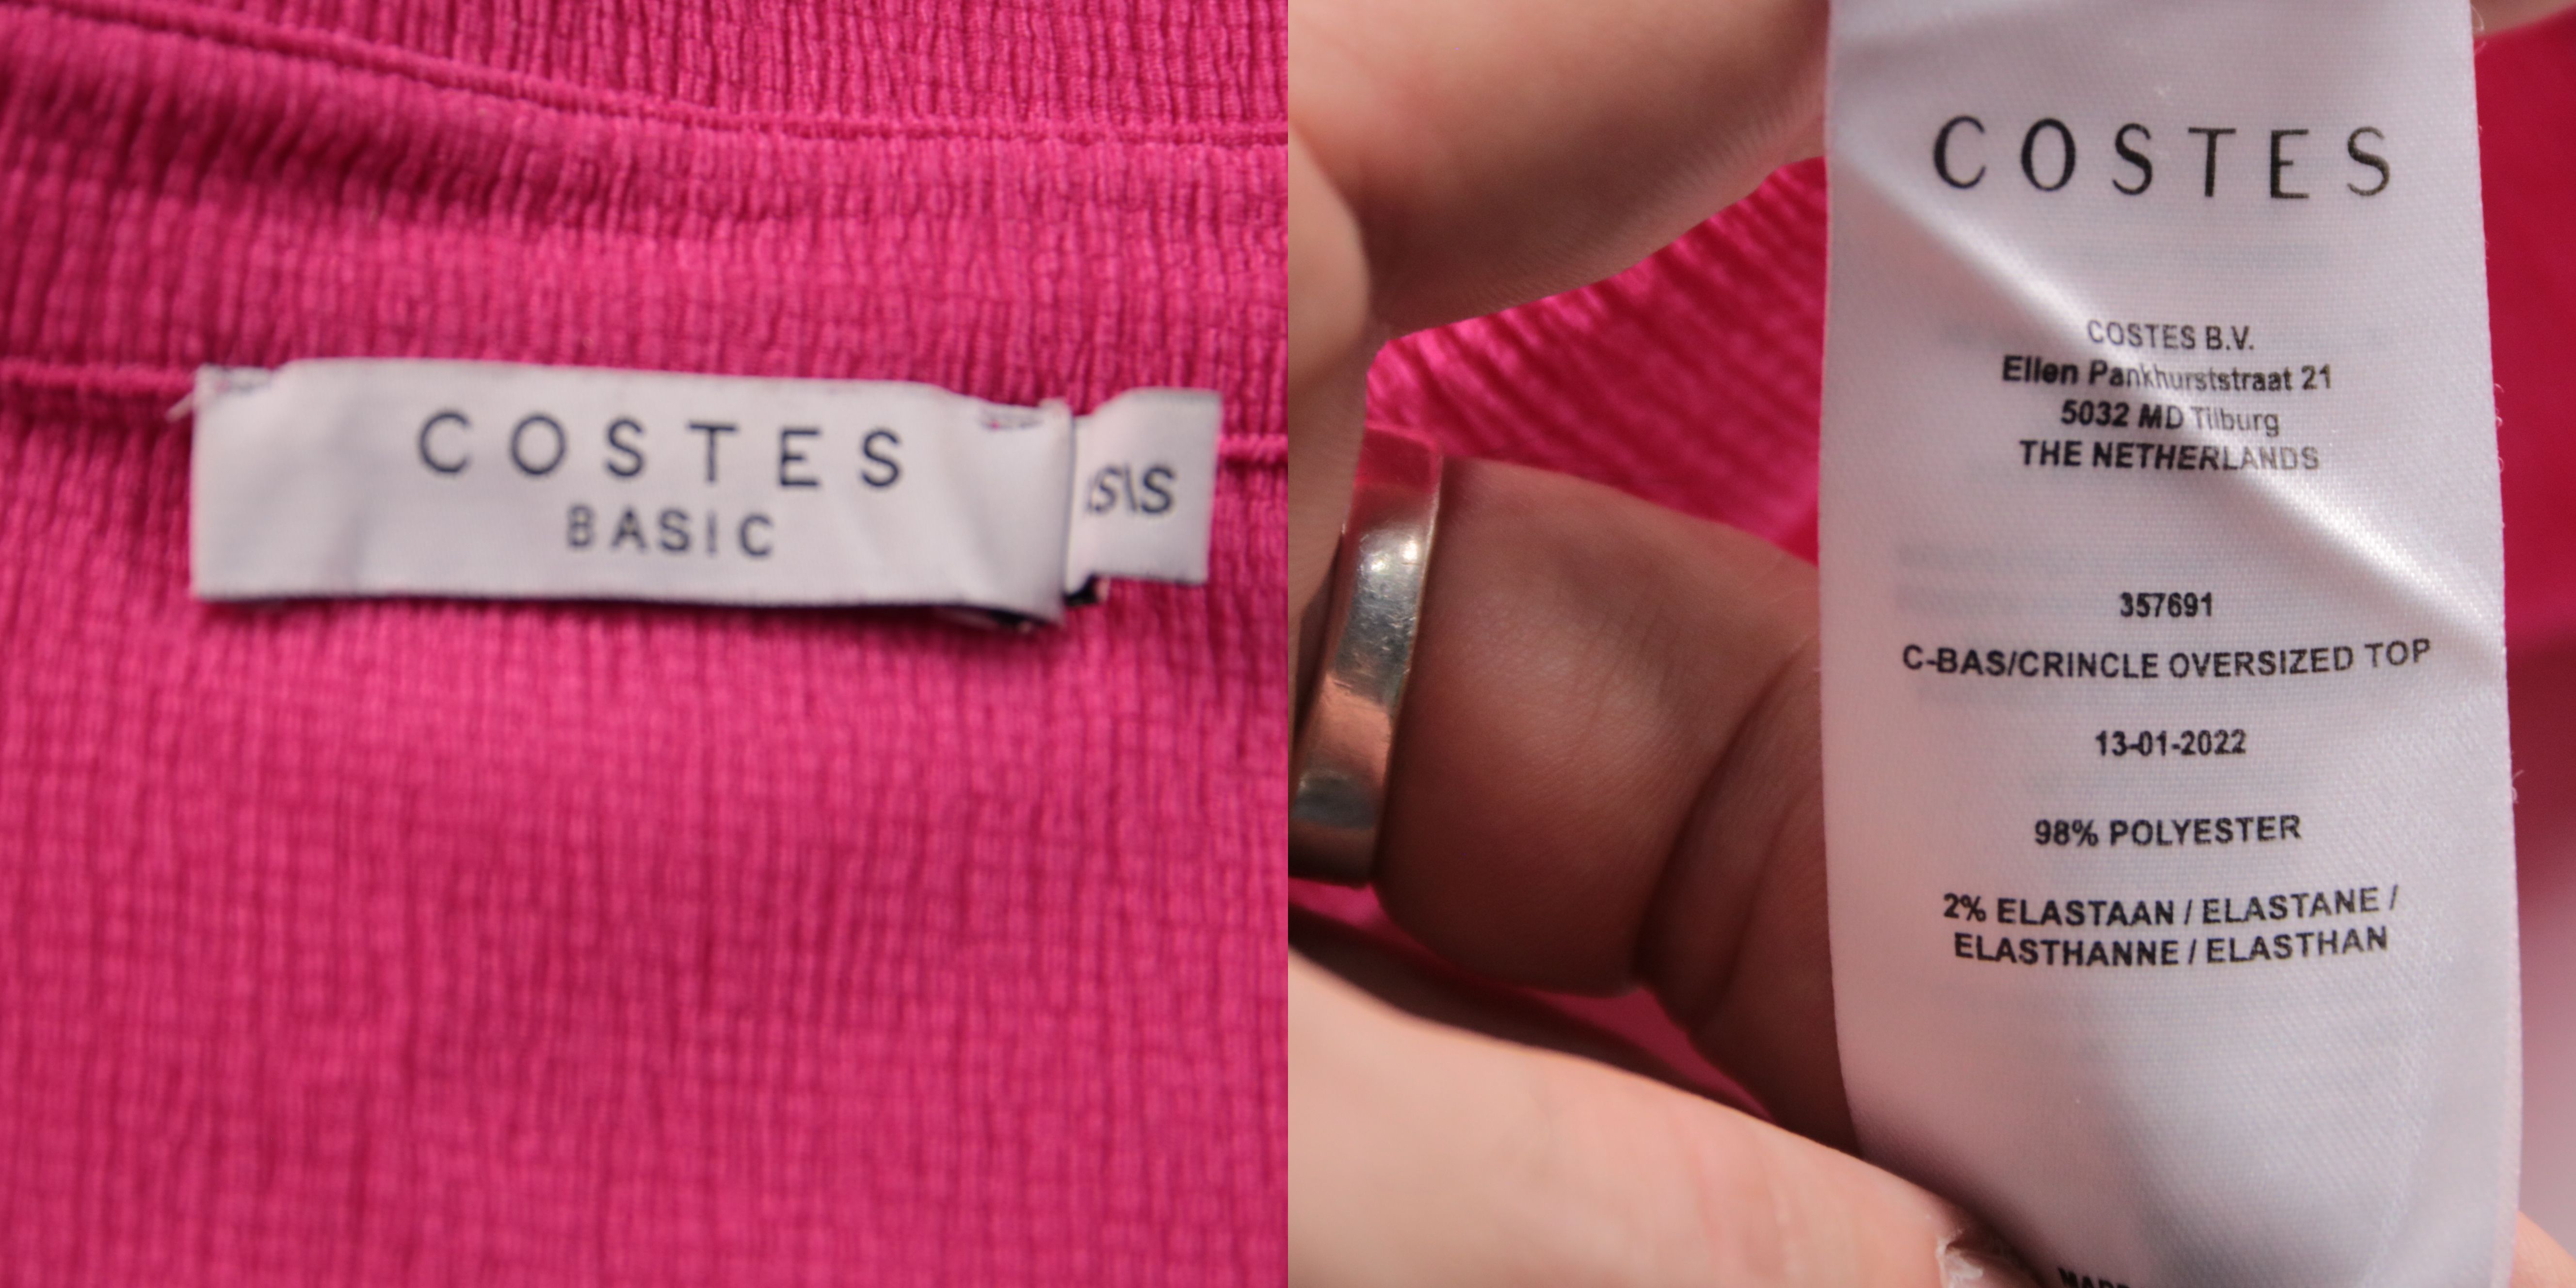 COSTES
BASIC
S\S
COSTES
COSTES B.V.
Ellen Pankhurststraat 21
5032 MD Tilburg
THE NETHERLANDS
357691
C-BAS/CRINCLE OVERSIZED TOP
13-01-2022
98% POLYESTER
2% ELASTAAN / ELASTANE /
ELASTHANNE / ELASTHAN